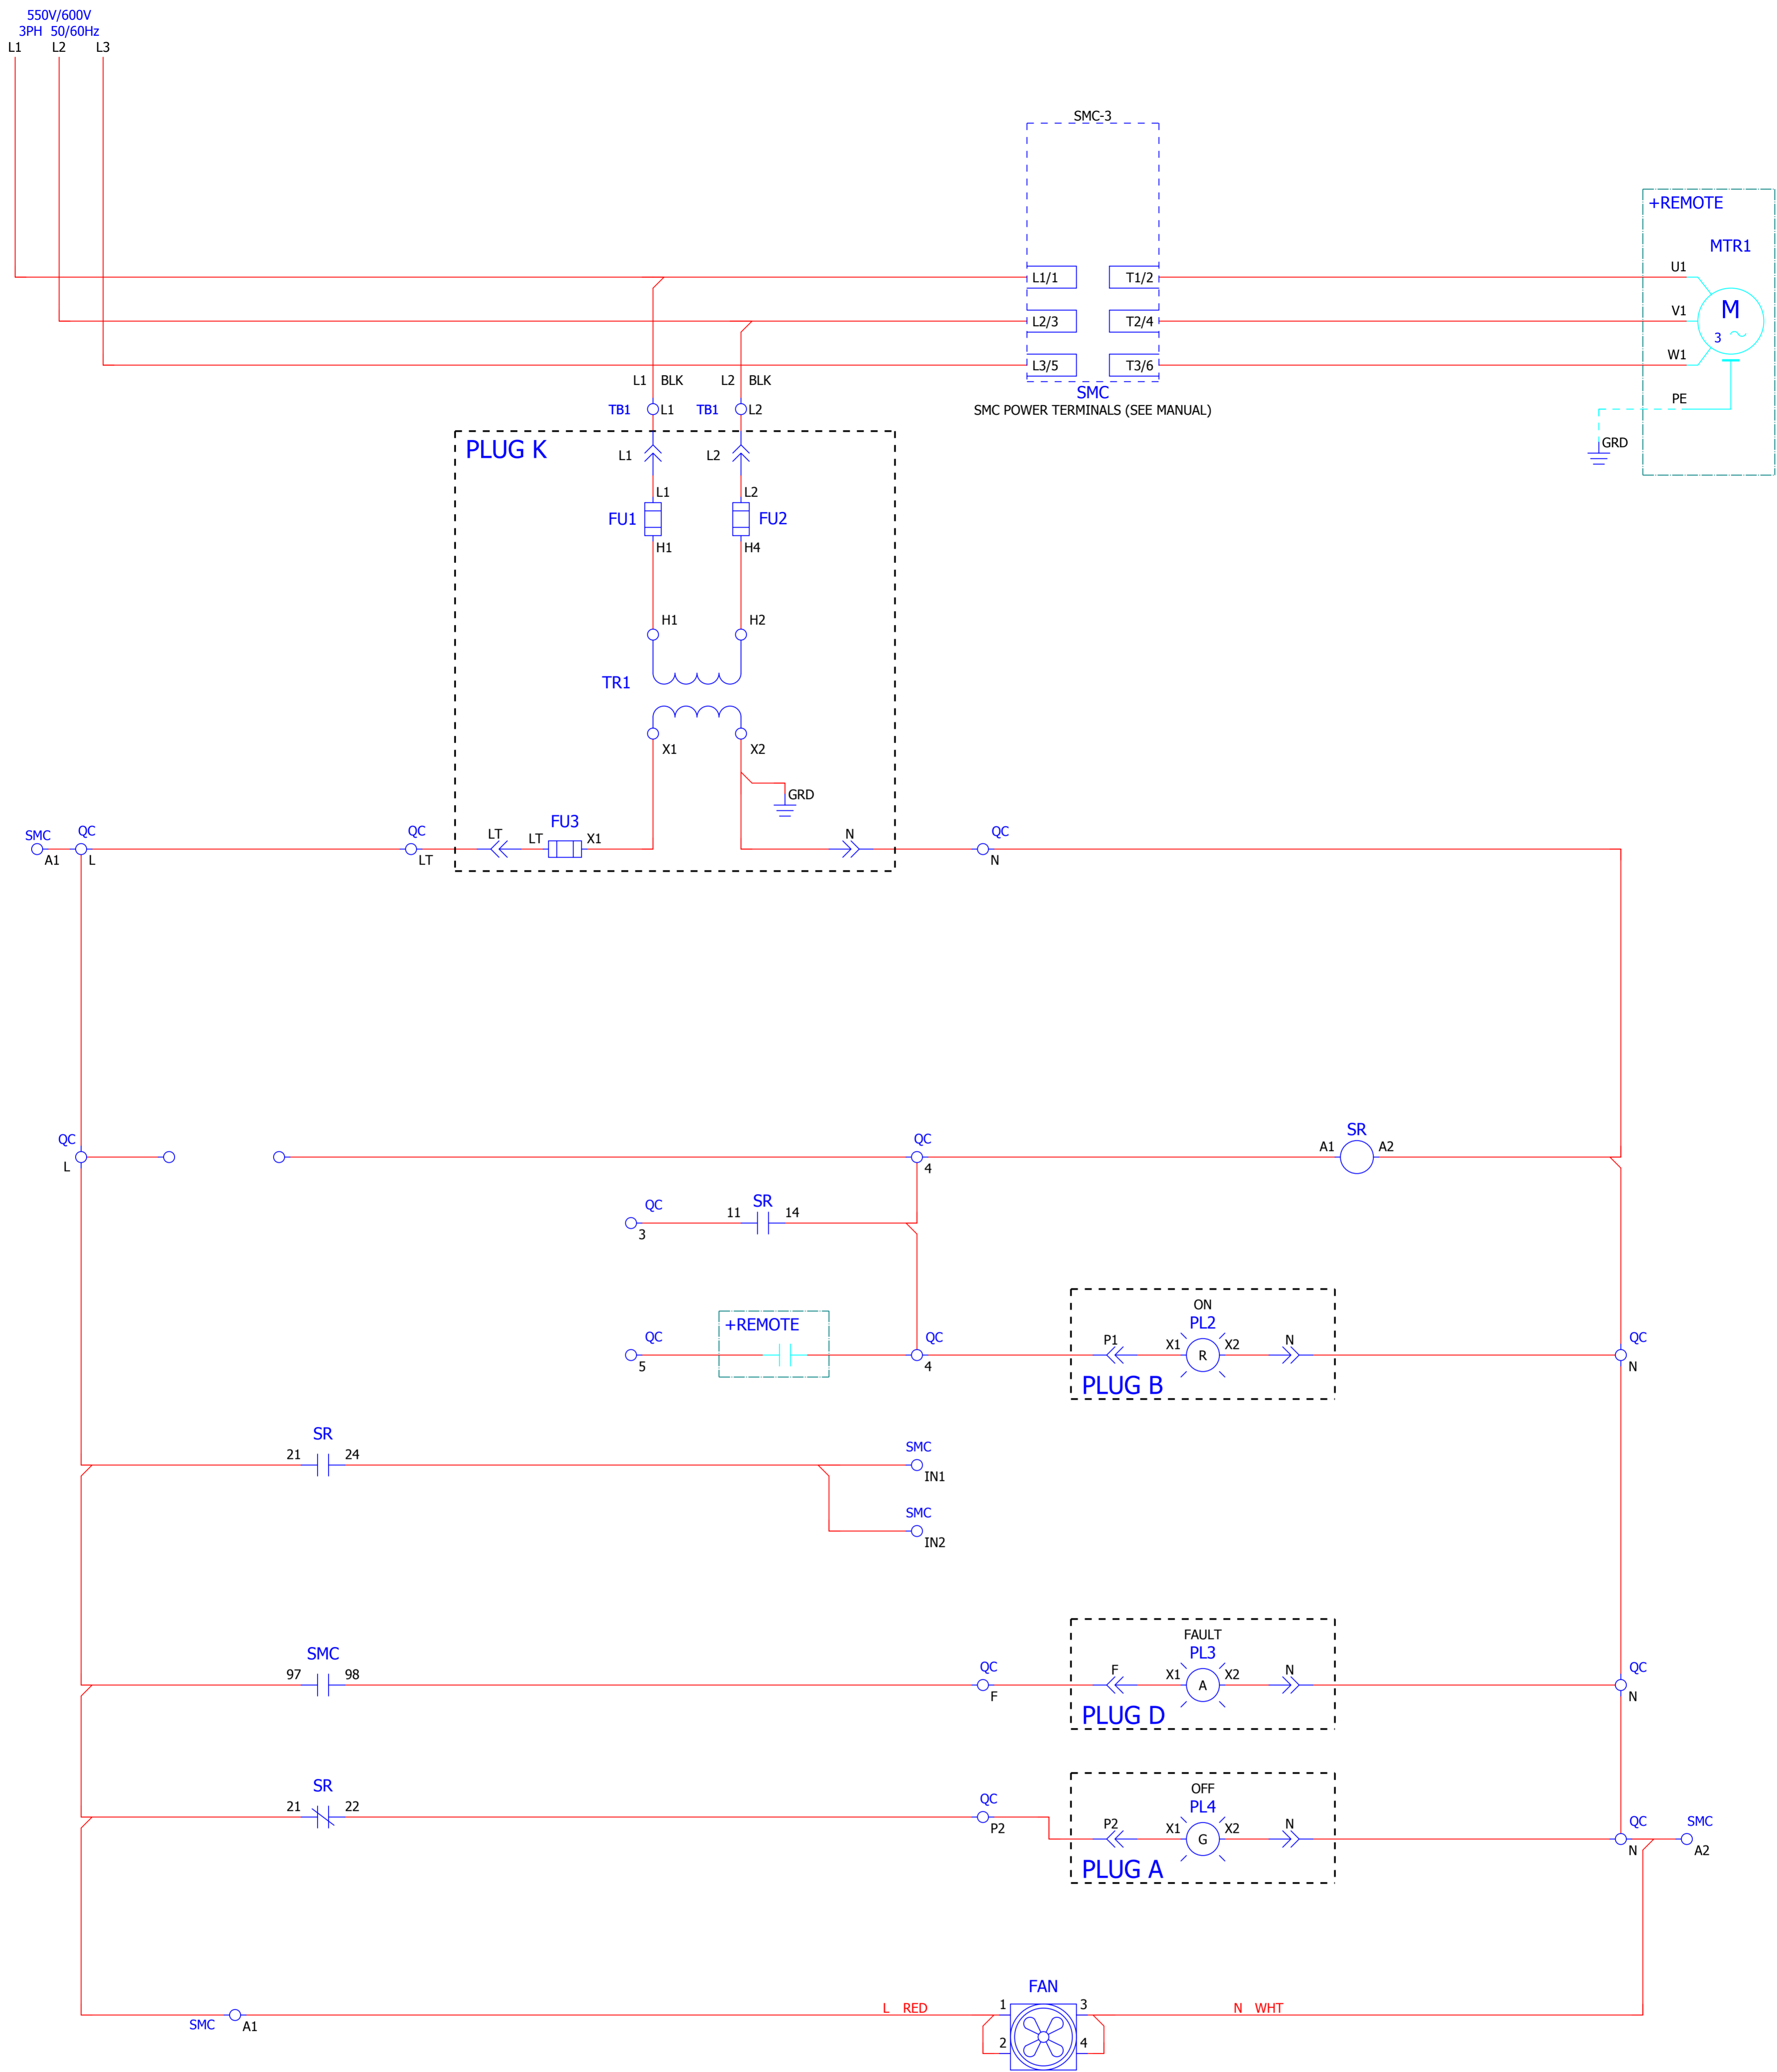 550V/600V
3PH 50/60Hz
L1 L2 L3
SMC-3
+REMOTE
MTR1
L1/1 T1/2 U1
L2/3 T2/4 V1
M
3
L3/5 T3/6 W1
SMC
SMC POWER TERMINALS (SEE MANUAL)
PE
GRD
L1 BLK L2 BLK
TB1 L1 TB1 L2
PLUG K
L1 L2
L1 L2
FU1 FU2
H1 H4
H1 H2
TR1
X1 X2
GRD
FU3
SMC QC QC LT LT X1 N QC
A1 L LT N
QC QC SR
A1 A2
L 4
QC SR
11 14
3
+REMOTE
QC QC
5 4
ON
PL2
P1 X1 X2 N
R
PLUG B
QC
N
SR
21 24
SMC
IN1
SMC
IN2
SMC
97 98
QC
F
FAULT
PL3
F X1 X2 N
A
PLUG D
QC
N
SR
21 22
QC
P2
OFF
PL4
P2 X1 X2 N
G
PLUG A
QC SMC
N A2
FAN
L RED 1 3 N WHT
SMC A1
2 4